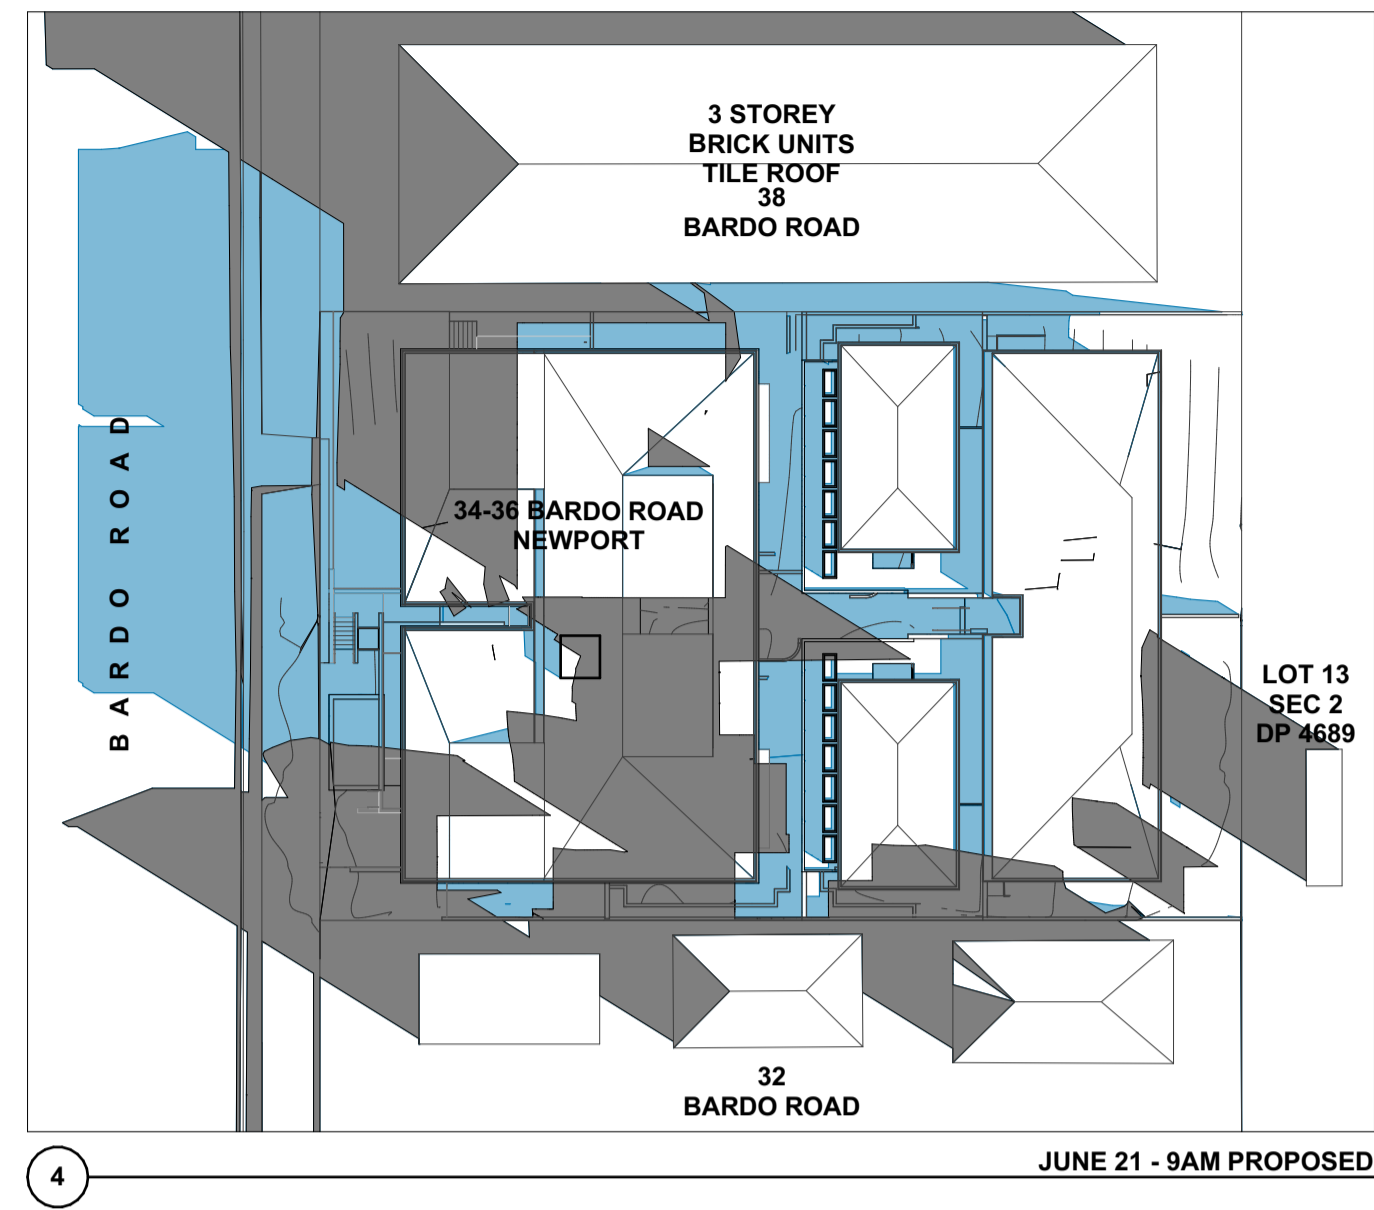 3 STOREY
BRICK UNITS
TILE ROOF
38
BARDO ROAD
34-36 BARDO ROAD
NEWPORT
BARDO ROAD
LOT 13
SEC 2
DP 4689
32
BARDO ROAD
4
JUNE 21 - 9AM PROPOSED